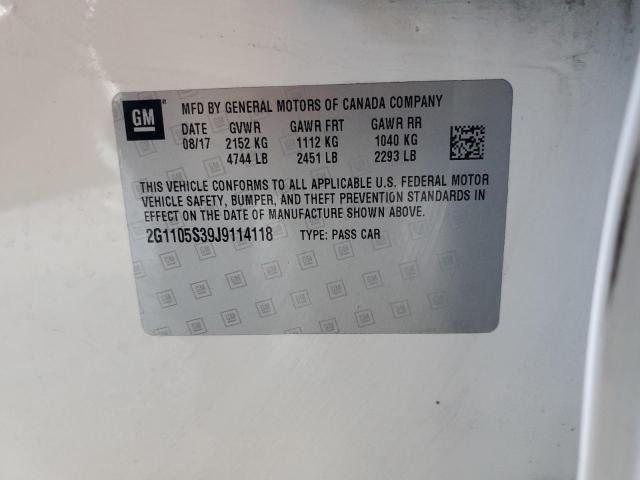 GM
MFD BY GENERAL MOTORS OF CANADA COMPANY
DATE GVWR GAWR FRT GAWR RR
08/17 2152 KG 1112 KG 1040 KG
4744 LB 2451 LB 2293 LB
THIS VEHICLE CONFORMS TO ALL APPLICABLE U.S. FEDERAL MOTOR
VEHICLE SAFETY, BUMPER, AND THEFT PREVENTION STANDARDS IN
EFFECT ON THE DATE OF MANUFACTURE SHOWN ABOVE.
2G1105S39J9114118 TYPE: PASS CAR